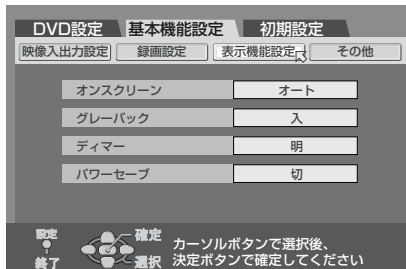 DVD設定 基本機能設定 初期設定
映像入出力設定 録画設定 表示機能設定 その他
オンスクリーン オート
グレーバック 入
ディマー 明
パワーセーブ 切
設定 確定 カーソルボタンで選択後、
終了 選択 決定ボタンで確定してください